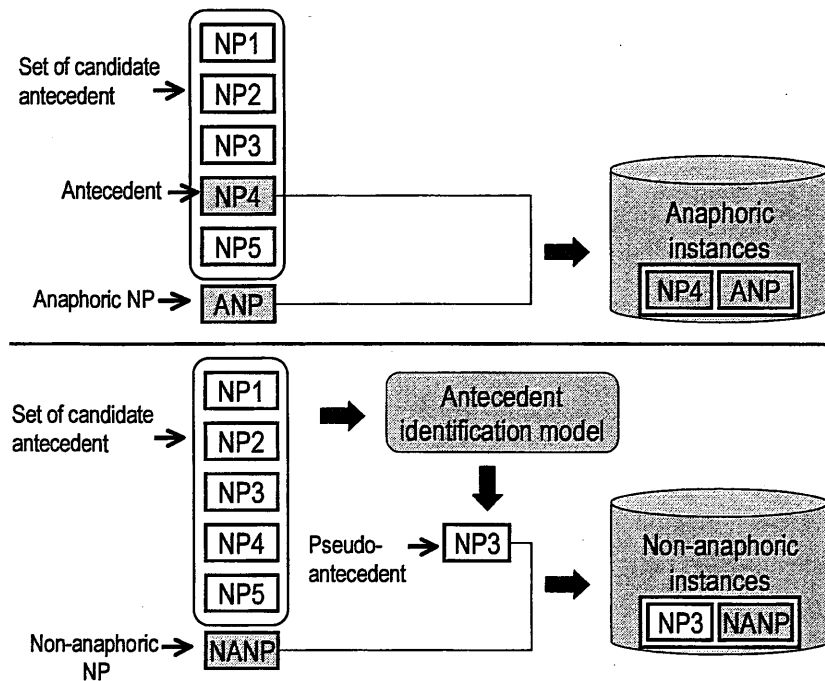 NP1
Set of candidate
antecedent
NP2
NP3
Antecedent
NP4
NP5
Anaphoric NP
ANP
Anaphoric
instances
NP4 ANP
NP1
Set of candidate
antecedent
NP2
NP3
NP4
NP5
Non-anaphoric
NP
NANP
Antecedent
identification model
Pseudo-
antecedent
NP3
Non-anaphoric
instances
NP3 NANP